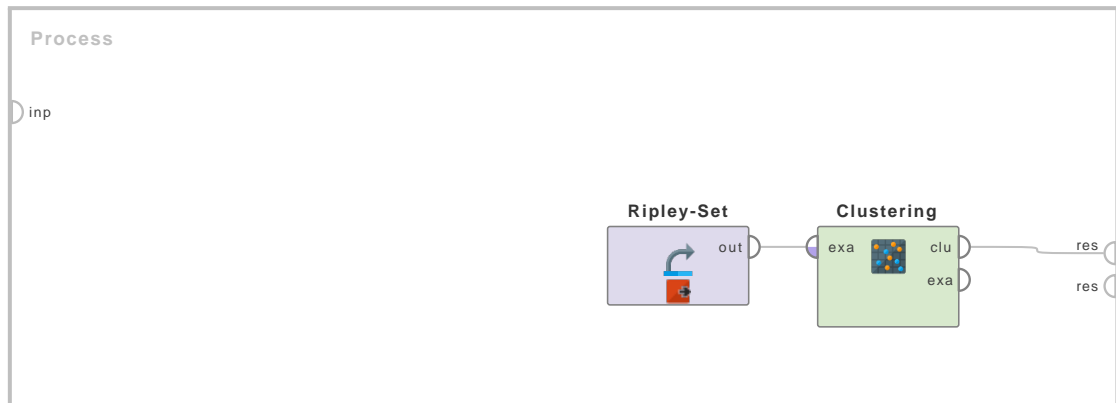 Process
inp
Ripley-Set
Clustering
out
exa
clu
res
exa
res